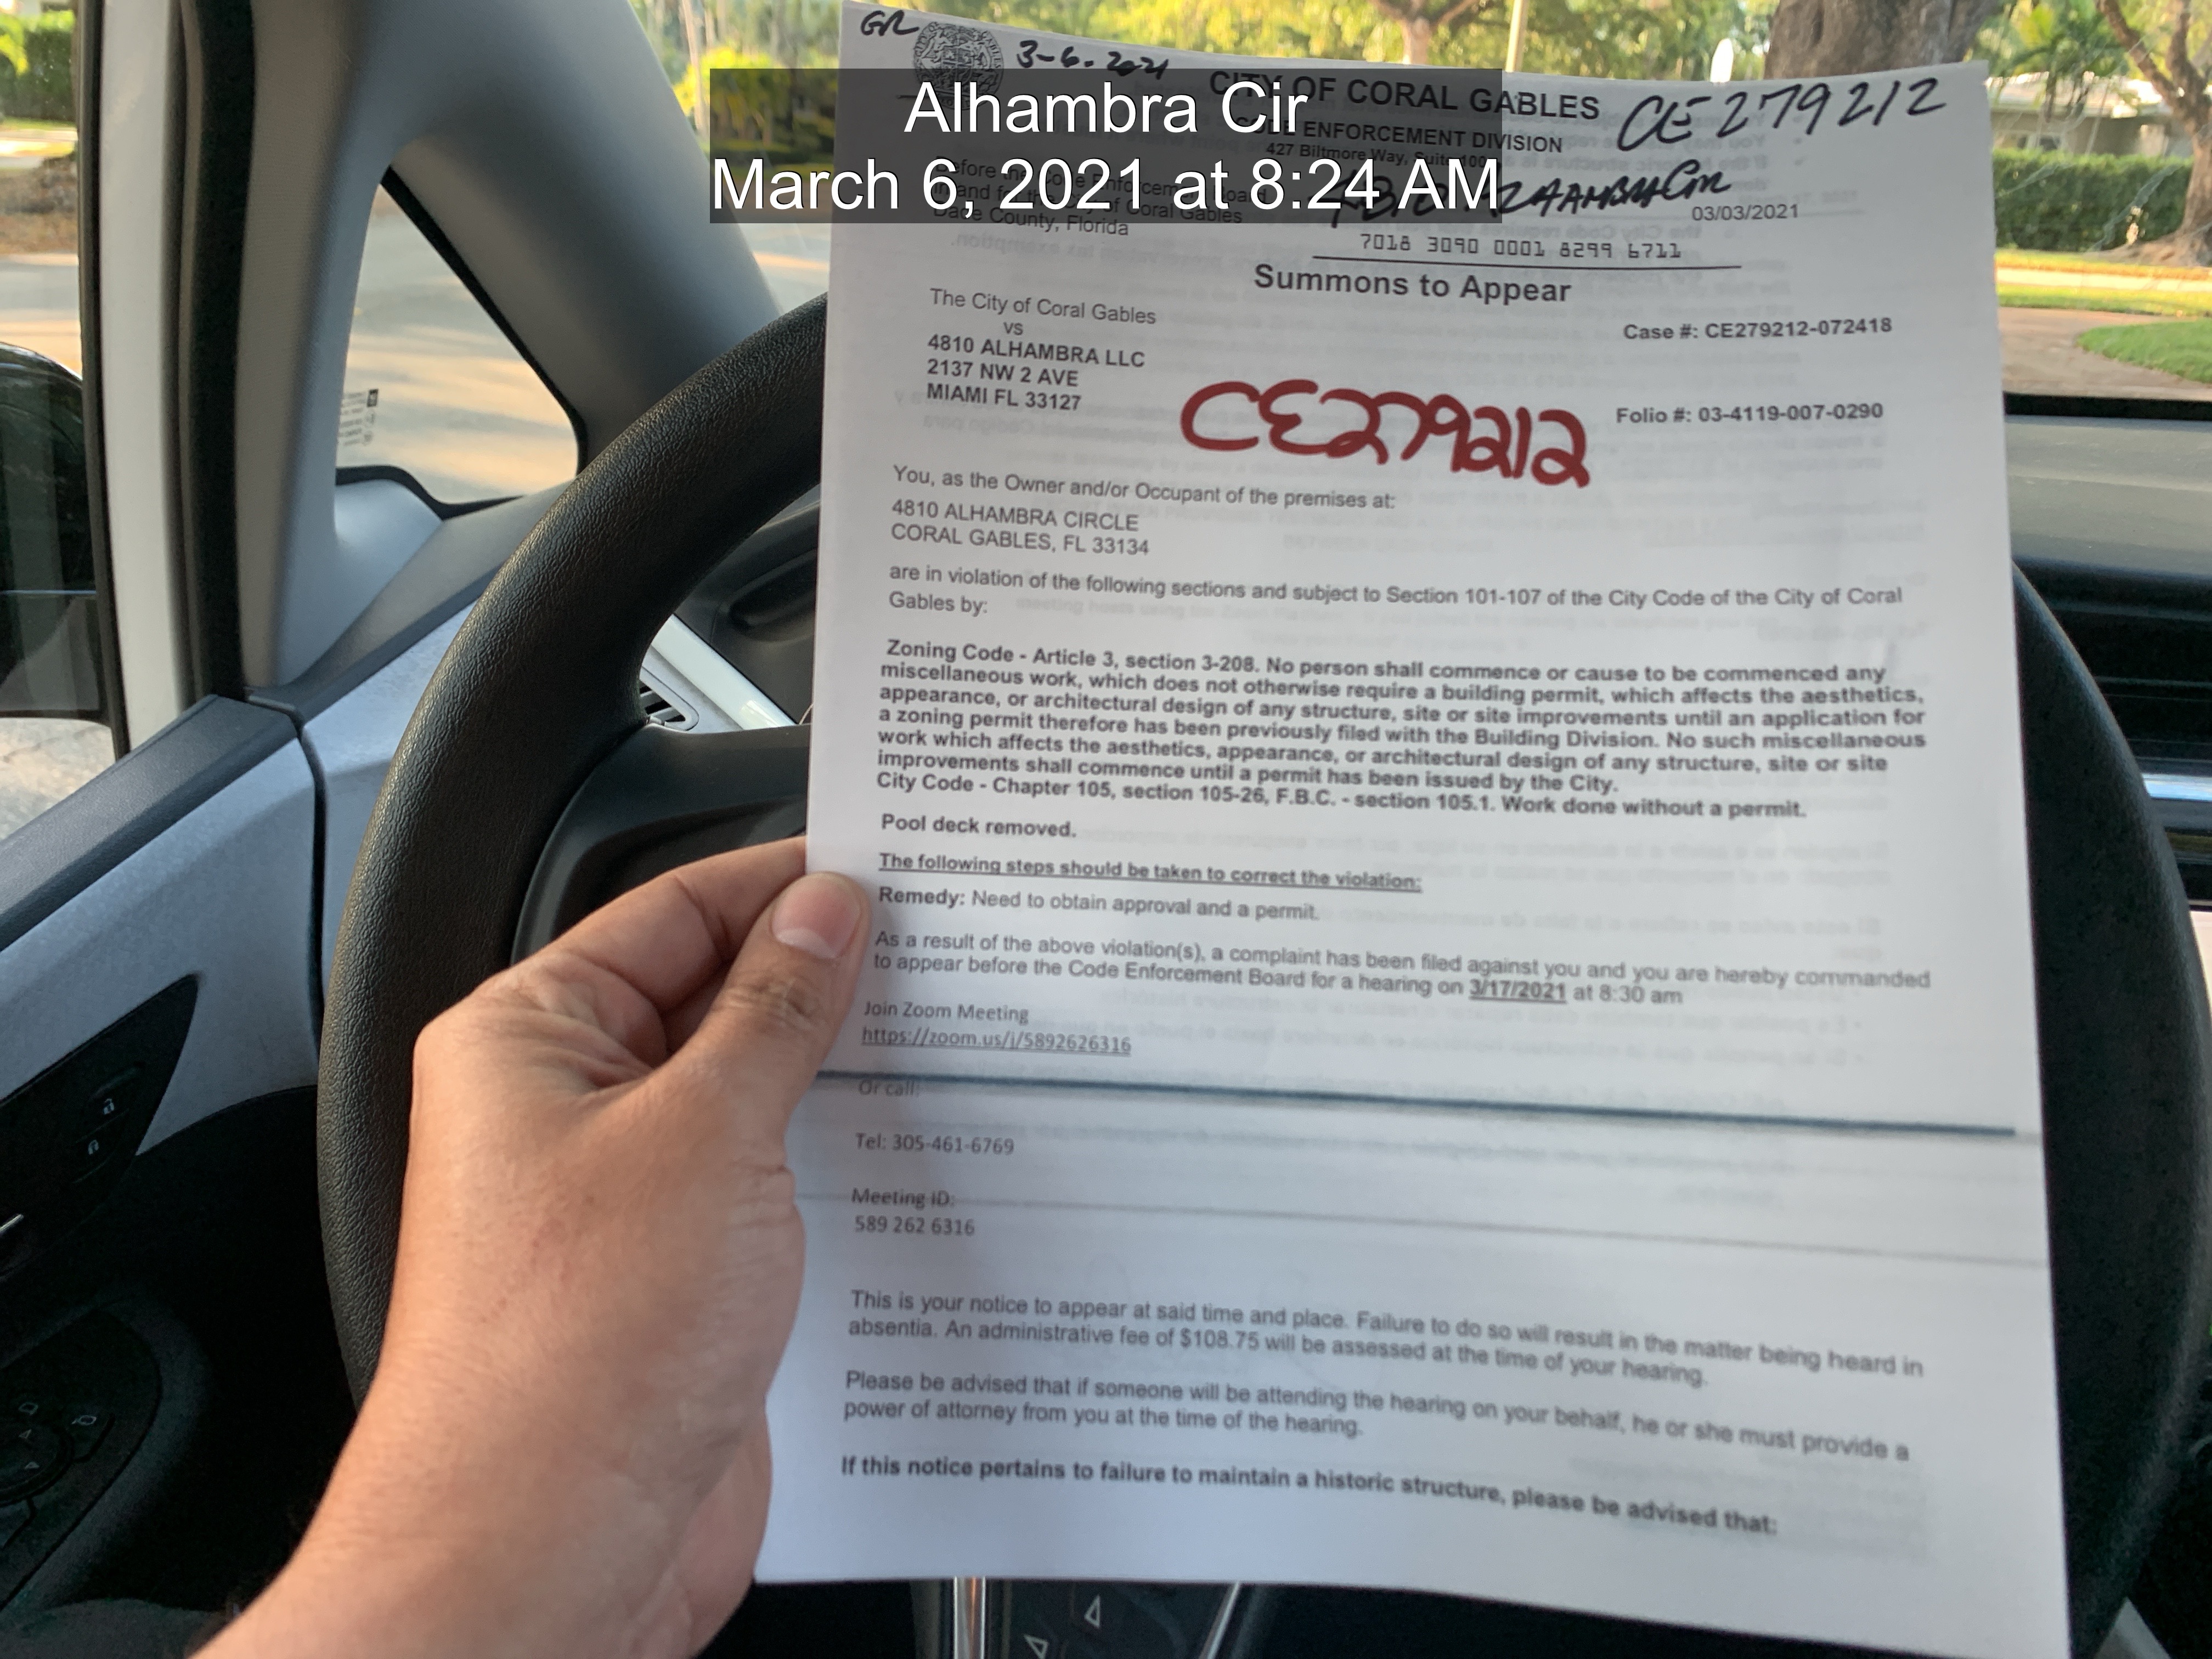 GR
3-6-2021
Alhambra Cir
March 6, 2021 at 8:24 AM
CITY OF CORAL GABLES
CE279212
CODE ENFORCEMENT DIVISION
427 Biltmore Way, Suite 100
Before the Code Enforcement Board
in and for the City of Coral Gables
Dade County, Florida
03/03/2021
7018 3090 0001 8299 6711
Summons to Appear
The City of Coral Gables
vs
4810 ALHAMBRA LLC
2137 NW 2 AVE
MIAMI FL 33127
Case #: CE279212-072418
CE279212
Folio #: 03-4119-007-0290
You, as the Owner and/or Occupant of the premises at:
4810 ALHAMBRA CIRCLE
CORAL GABLES, FL 33134
are in violation of the following sections and subject to Section 101-107 of the City Code of the City of Coral
Gables by:
Zoning Code - Article 3, section 3-208. No person shall commence or cause to be commenced any
miscellaneous work, which does not otherwise require a building permit, which affects the aesthetics,
appearance, or architectural design of any structure, site or site improvements until an application for
a zoning permit therefore has been previously filed with the Building Division. No such miscellaneous
work which affects the aesthetics, appearance, or architectural design of any structure, site or site
improvements shall commence until a permit has been issued by the City.
City Code - Chapter 105, section 105-26, F.B.C. - section 105.1. Work done without a permit.
Pool deck removed.
The following steps should be taken to correct the violation:
Remedy: Need to obtain approval and a permit.
As a result of the above violation(s), a complaint has been filed against you and you are hereby commanded
to appear before the Code Enforcement Board for a hearing on 3/17/2021 at 8:30 am
Join Zoom Meeting
https://zoom.us/j/5892626316
Or call:
Tel: 305-461-6769
Meeting ID:
589 262 6316
This is your notice to appear at said time and place. Failure to do so will result in the matter being heard in
absentia. An administrative fee of $108.75 will be assessed at the time of your hearing.
Please be advised that if someone will be attending the hearing on your behalf, he or she must provide a
power of attorney from you at the time of the hearing.
If this notice pertains to failure to maintain a historic structure, please be advised that: